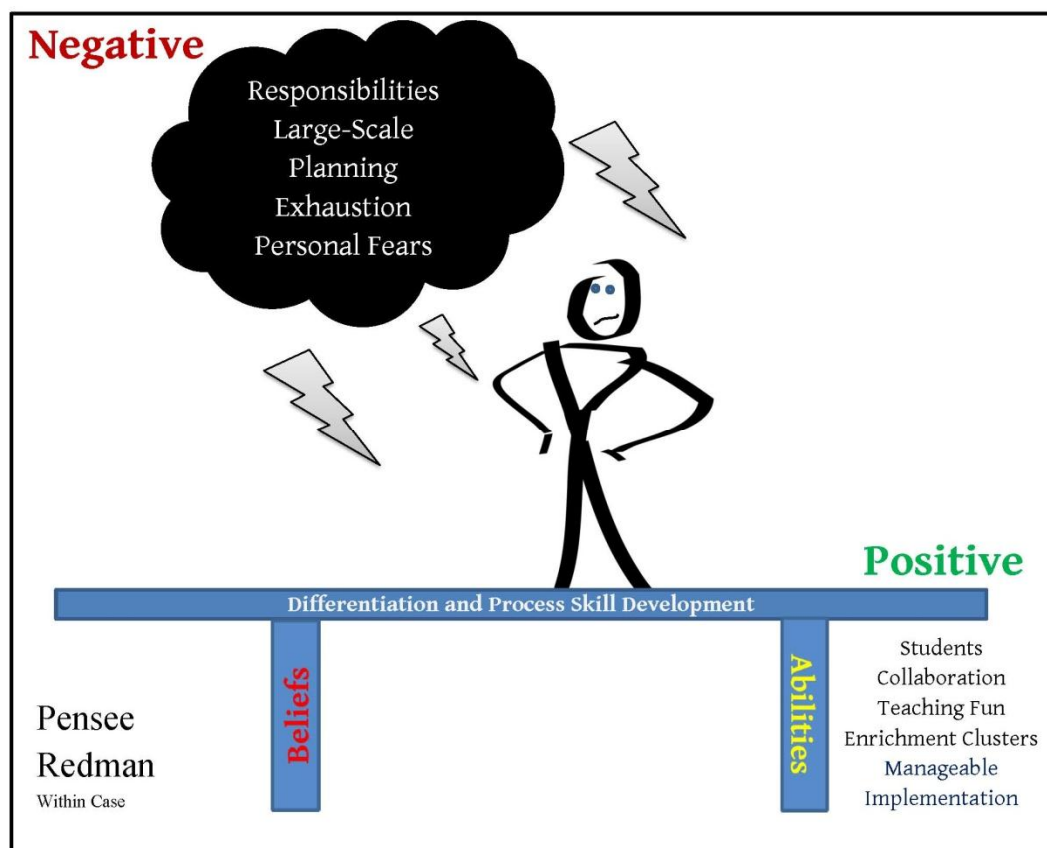 Negative
Responsibilities
Large-Scale
Planning
Exhaustion
Personal Fears
Positive
Differentiation and Process Skill Development
Beliefs
Abilities
Students
Collaboration
Teaching Fun
Enrichment Clusters
Manageable
Implementation
Pensee
Redman
Within Case